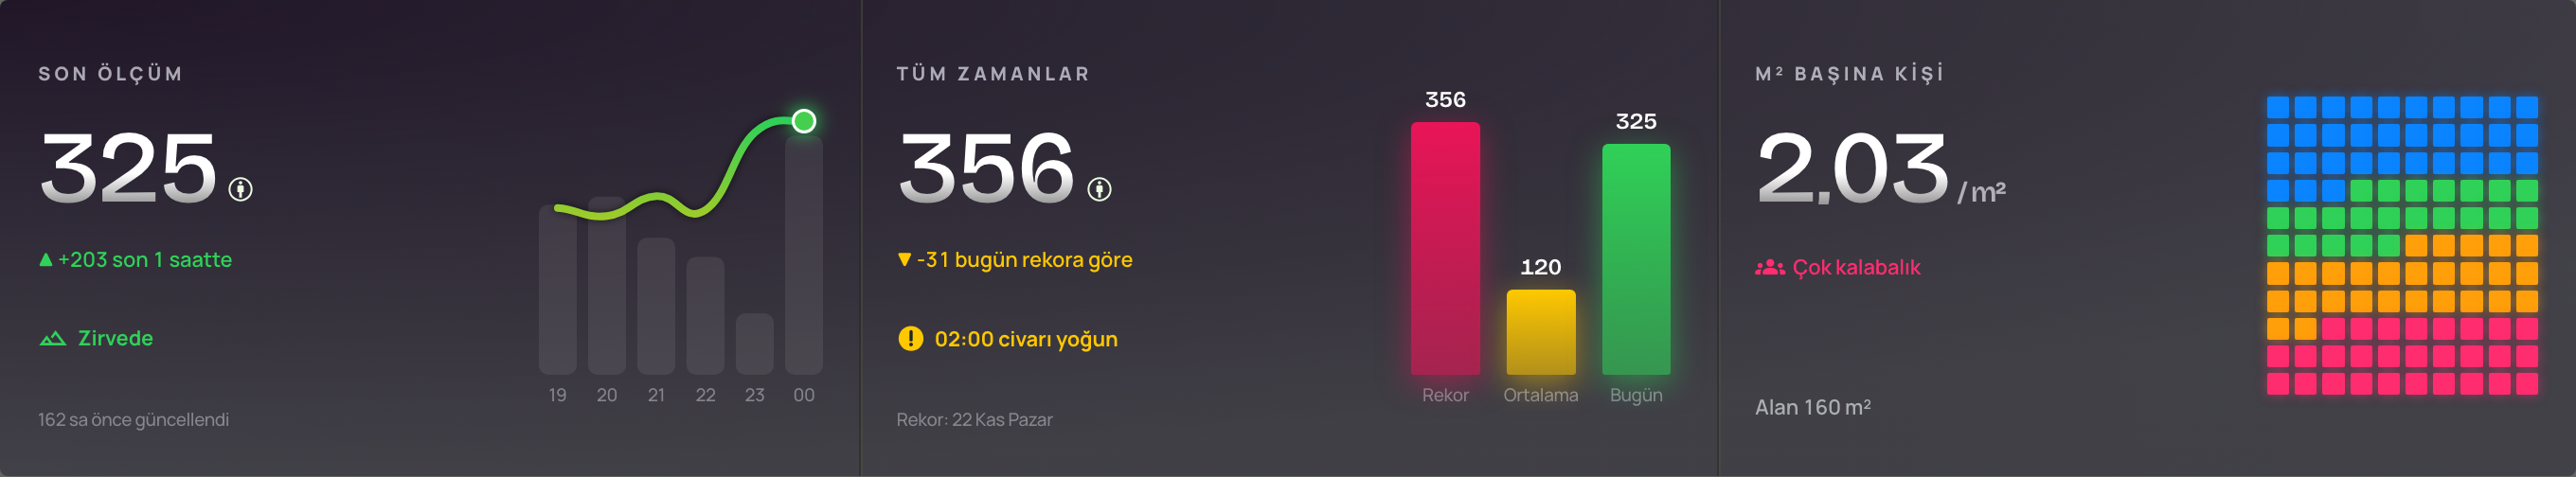 SON ÖLÇÜM
325
+203 son 1 saatte
Zirvede
162 sa önce güncellendi
19 20 21 22 23 00
TÜM ZAMANLAR
356
-31 bugün rekora göre
02:00 civarı yoğun
Rekor: 22 Kas Pazar
356
120
325
Rekor Ortalama Bugün
M² BAŞINA KİŞİ
2,03/m²
Çok kalabalık
Alan 160 m²